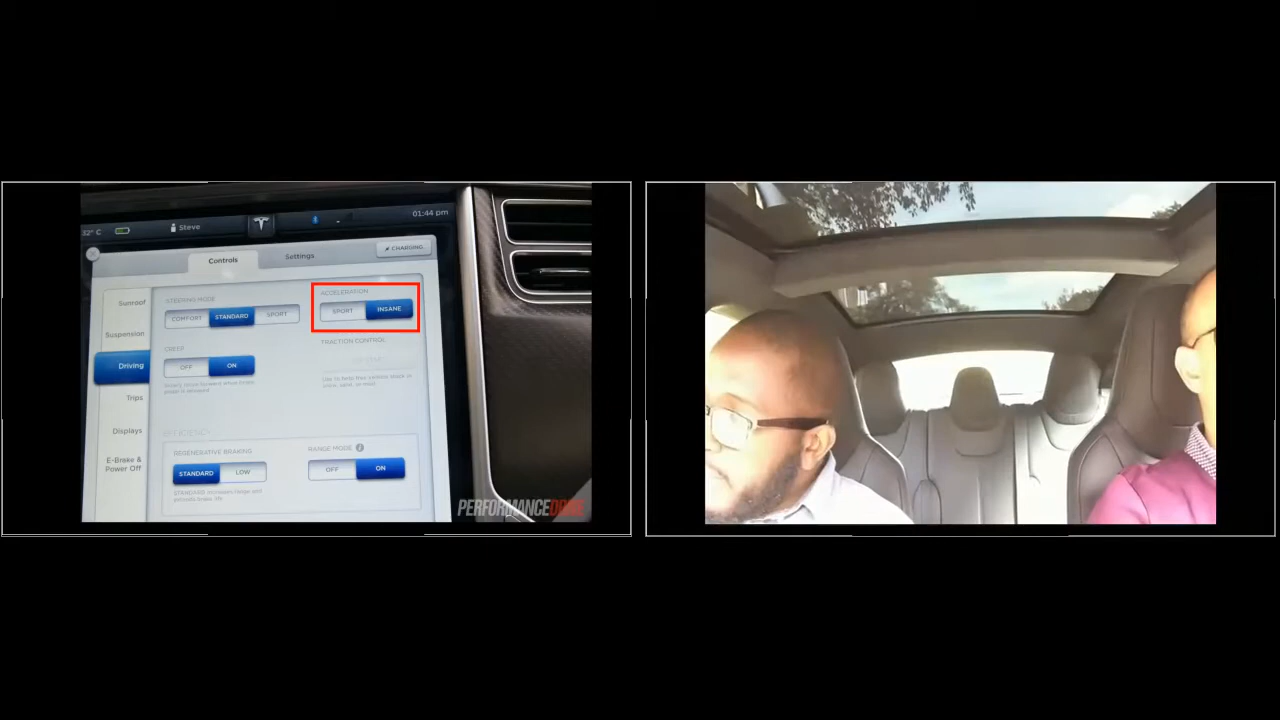 32° C
Steve
01:44 pm
Controls
Settings
CHARGING
Sunroof
Suspension
Driving
Trips
Displays
E-Brake &
Power Off
STEERING MODE
COMFORT
STANDARD
SPORT
ACCELERATION
SPORT
INSANE
CREEP
OFF
ON
TRACTION CONTROL
REGENERATIVE BRAKING
STANDARD
LOW
RANGE MODE
OFF
ON
PERFORMANCEDRIVE